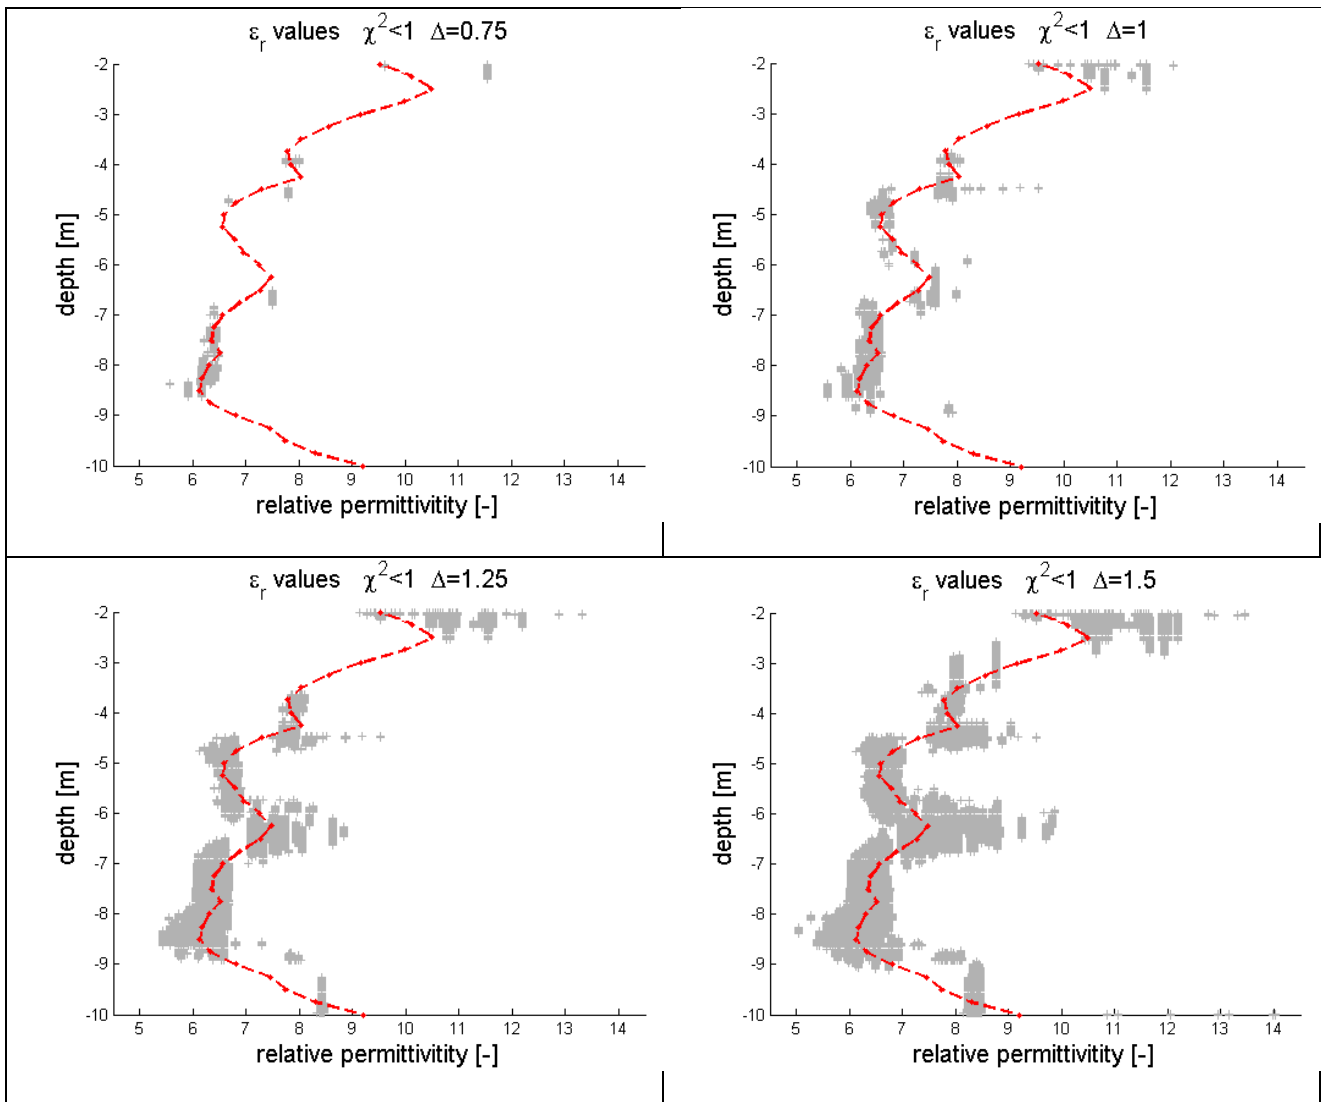 εr values χ²<1 Δ=0.75
-2
-3
-4
-5
-6
-7
-8
-9
-10
depth [m]
5 6 7 8 9 10 11 12 13 14
relative permittivitity [-]
εr values χ²<1 Δ=1
-2
-3
-4
-5
-6
-7
-8
-9
-10
depth [m]
5 6 7 8 9 10 11 12 13 14
relative permittivitity [-]
εr values χ²<1 Δ=1.25
-2
-3
-4
-5
-6
-7
-8
-9
-10
depth [m]
5 6 7 8 9 10 11 12 13 14
relative permittivitity [-]
εr values χ²<1 Δ=1.5
-2
-3
-4
-5
-6
-7
-8
-9
-10
depth [m]
5 6 7 8 9 10 11 12 13 14
relative permittivitity [-]